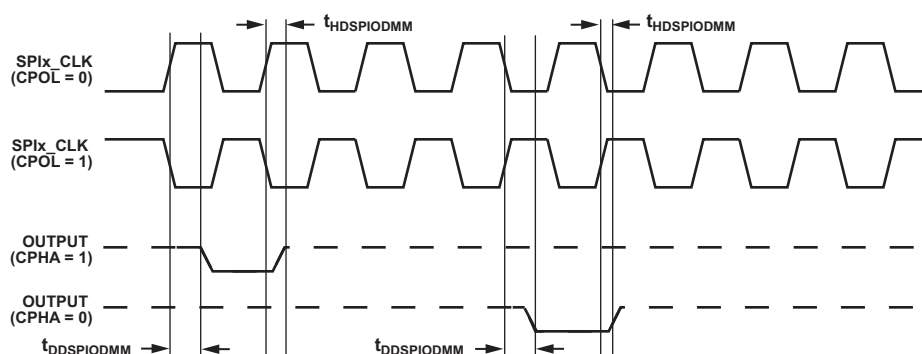 tHDSPIODMM
tHDSPIODMM
SPIx_CLK
(CPOL = 0)
SPIx_CLK
(CPOL = 1)
OUTPUT
(CPHA = 1)
OUTPUT
(CPHA = 0)
tDDSPIODMM
tDDSPIODMM